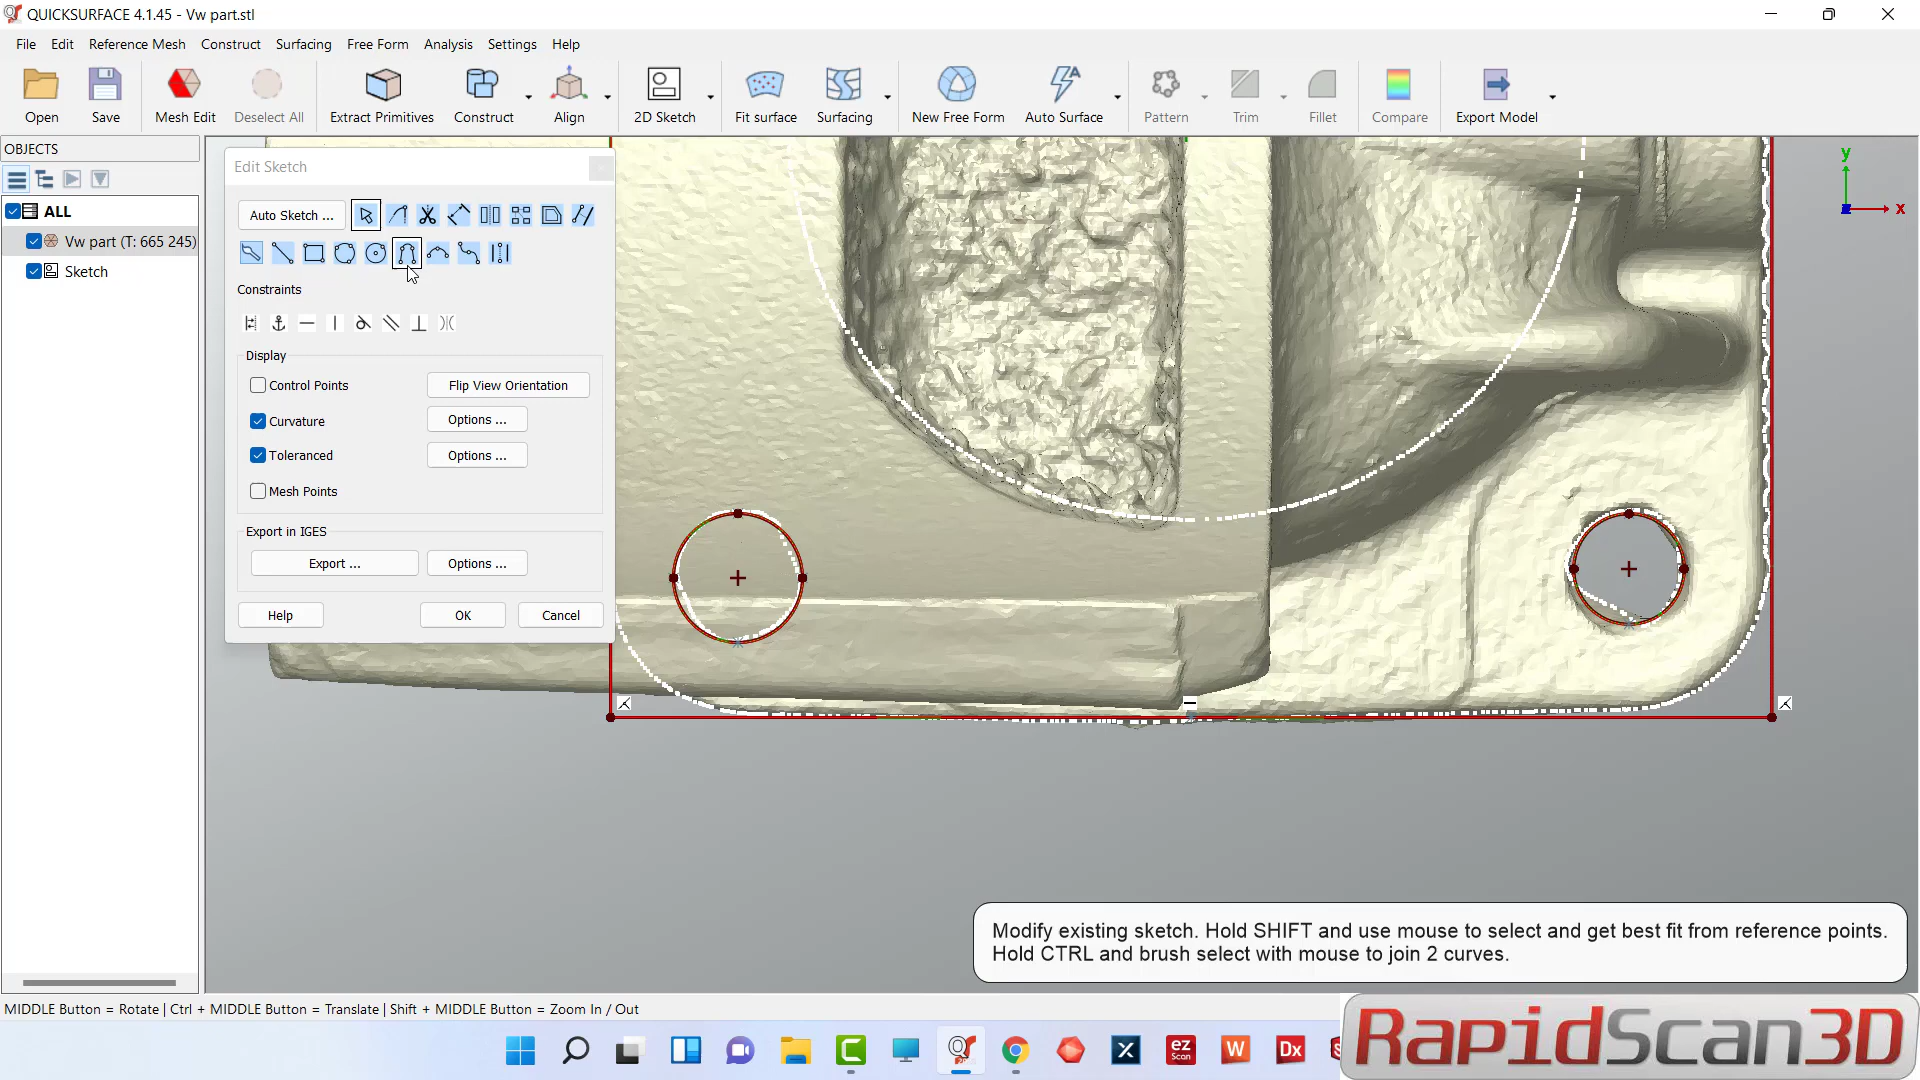 QUICKSURFACE 4.1.45 - Vw part.stl
File Edit Reference Mesh Construct Surfacing Free Form Analysis Settings Help
Open Save Mesh Edit Deselect All Extract Primitives Construct Align 2D Sketch Fit surface Surfacing New Free Form Auto Surface Pattern Trim Fillet Compare Export Model
OBJECTS
ALL
Vw part (T: 665 245)
Sketch
Edit Sketch
Auto Sketch ...
Constraints
Display
Control Points Flip View Orientation
Curvature Options ...
Toleranced Options ...
Mesh Points
Export in IGES
Export ... Options ...
Help OK Cancel
y
x
Modify existing sketch. Hold SHIFT and use mouse to select and get best fit from reference points.
Hold CTRL and brush select with mouse to join 2 curves.
MIDDLE Button = Rotate | Ctrl + MIDDLE Button = Translate | Shift + MIDDLE Button = Zoom In / Out
ez
Scan
W
Dx
RapidScan3D